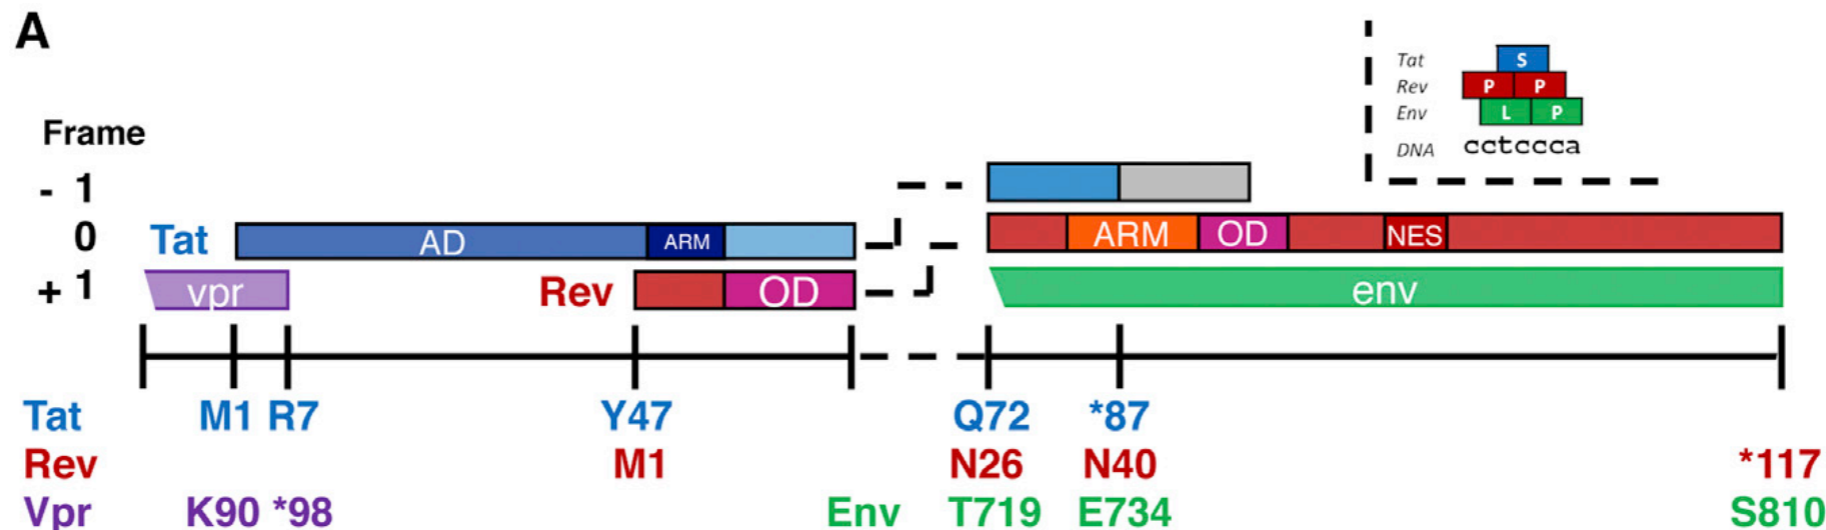 A
Tat S
Rev P P
Env L P
DNA cctccca
Frame
- 1
0 Tat AD ARM ARM OD NES
+ 1 vpr Rev OD env
Tat M1 R7 Y47 Q72 *87
Rev M1 N26 N40 *117
Vpr K90 *98 Env T719 E734 S810